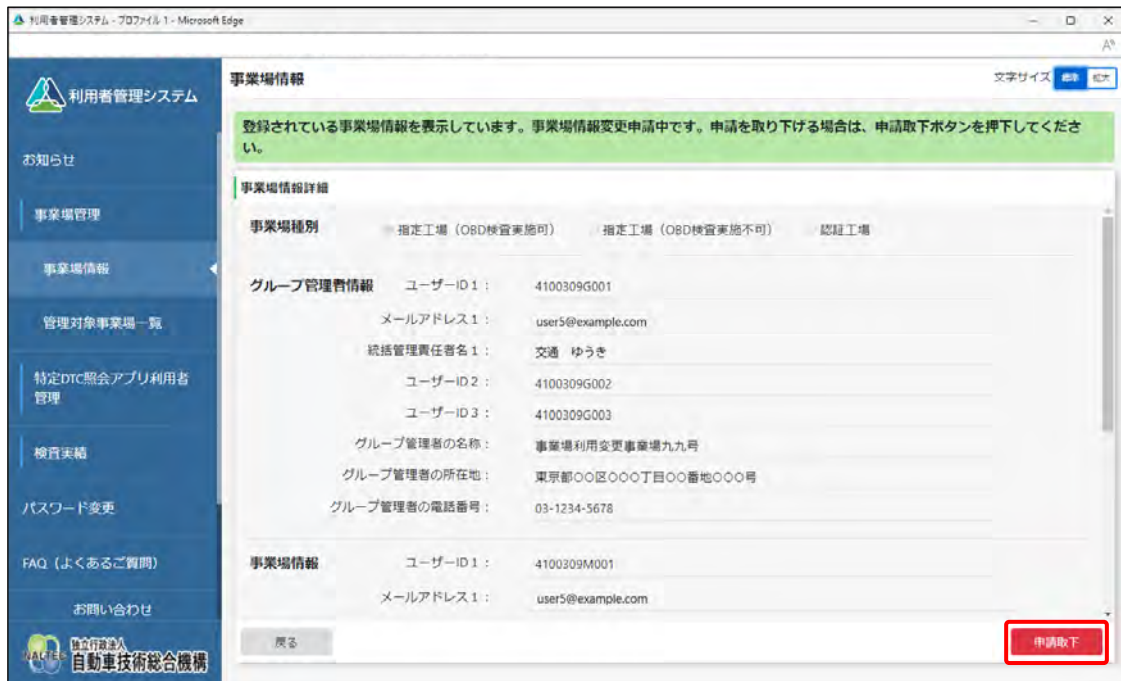 利用者管理システム - プロファイル 1 - Microsoft Edge
利用者管理システム
事業場情報
文字サイズ 標準 拡大
登録されている事業場情報を表示しています。事業場情報変更申請中です。申請を取り下げる場合は、申請取下ボタンを押下してくださ
い。
お知らせ
事業場管理
事業場情報
管理対象事業場一覧
特定DTC照会アプリ利用者
管理
検査実績
パスワード変更
FAQ（よくあるご質問）
お問い合わせ
NALTEC
独立行政法人
自動車技術総合機構
事業場情報詳細
事業場種別 指定工場（OBD検査実施可） 指定工場（OBD検査実施不可） 認証工場
グループ管理者情報 ユーザーID1： 4100309G001
メールアドレス1： user5@example.com
統括管理責任者名1： 交通 ゆうき
ユーザーID2： 4100309G002
ユーザーID3： 4100309G003
グループ管理者の名称： 事業場利用変更事業場九九号
グループ管理者の所在地： 東京都〇〇区〇〇〇丁目〇〇番地〇〇〇号
グループ管理者の電話番号： 03-1234-5678
事業場情報 ユーザーID1： 4100309M001
メールアドレス1： user5@example.com
戻る
申請取下